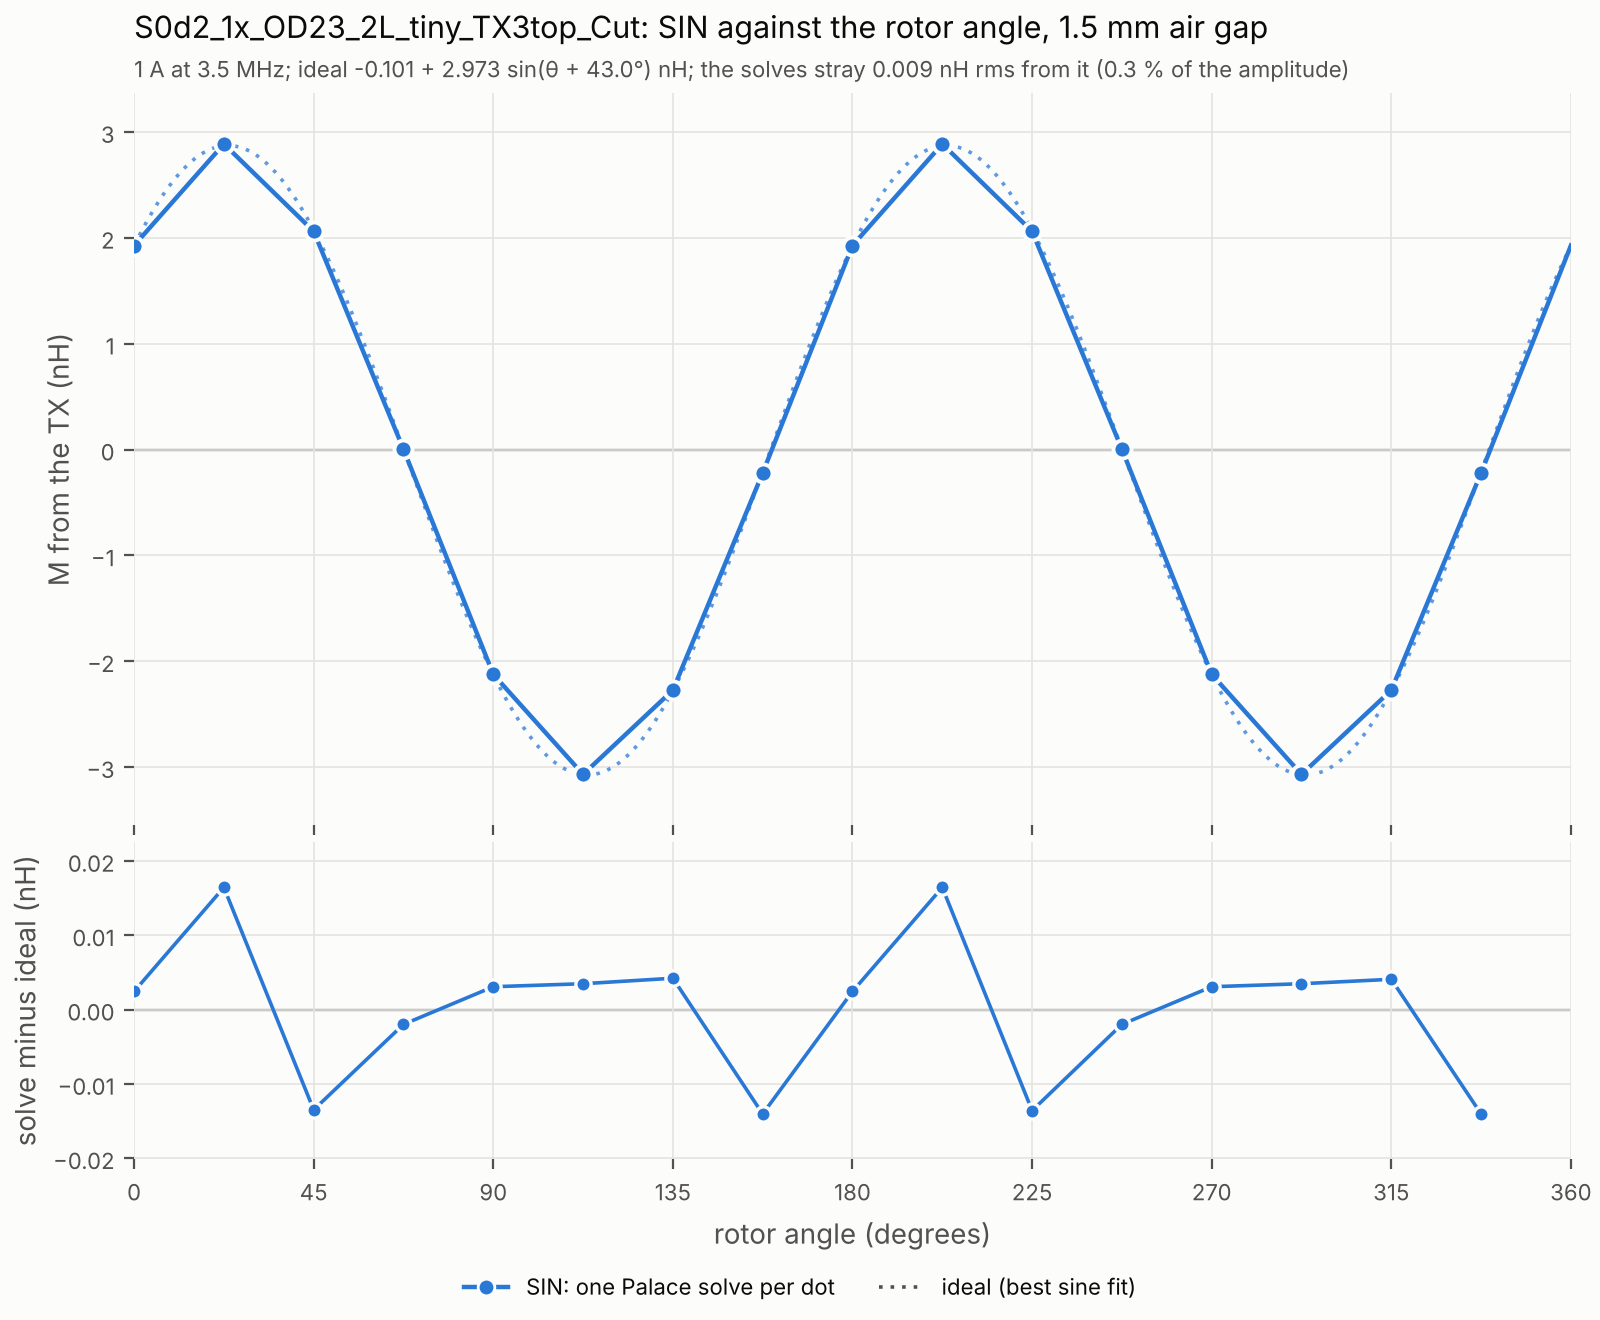 S0d2_1x_OD23_2L_tiny_TX3top_Cut: SIN against the rotor angle, 1.5 mm air gap
1 A at 3.5 MHz; ideal -0.101 + 2.973 sin(θ + 43.0°) nH; the solves stray 0.009 nH rms from it (0.3 % of the amplitude)
M from the TX (nH)
3
2
1
0
−1
−2
−3
solve minus ideal (nH)
0.02
0.01
0.00
−0.01
−0.02
0 45 90 135 180 225 270 315 360
rotor angle (degrees)
SIN: one Palace solve per dot
ideal (best sine fit)